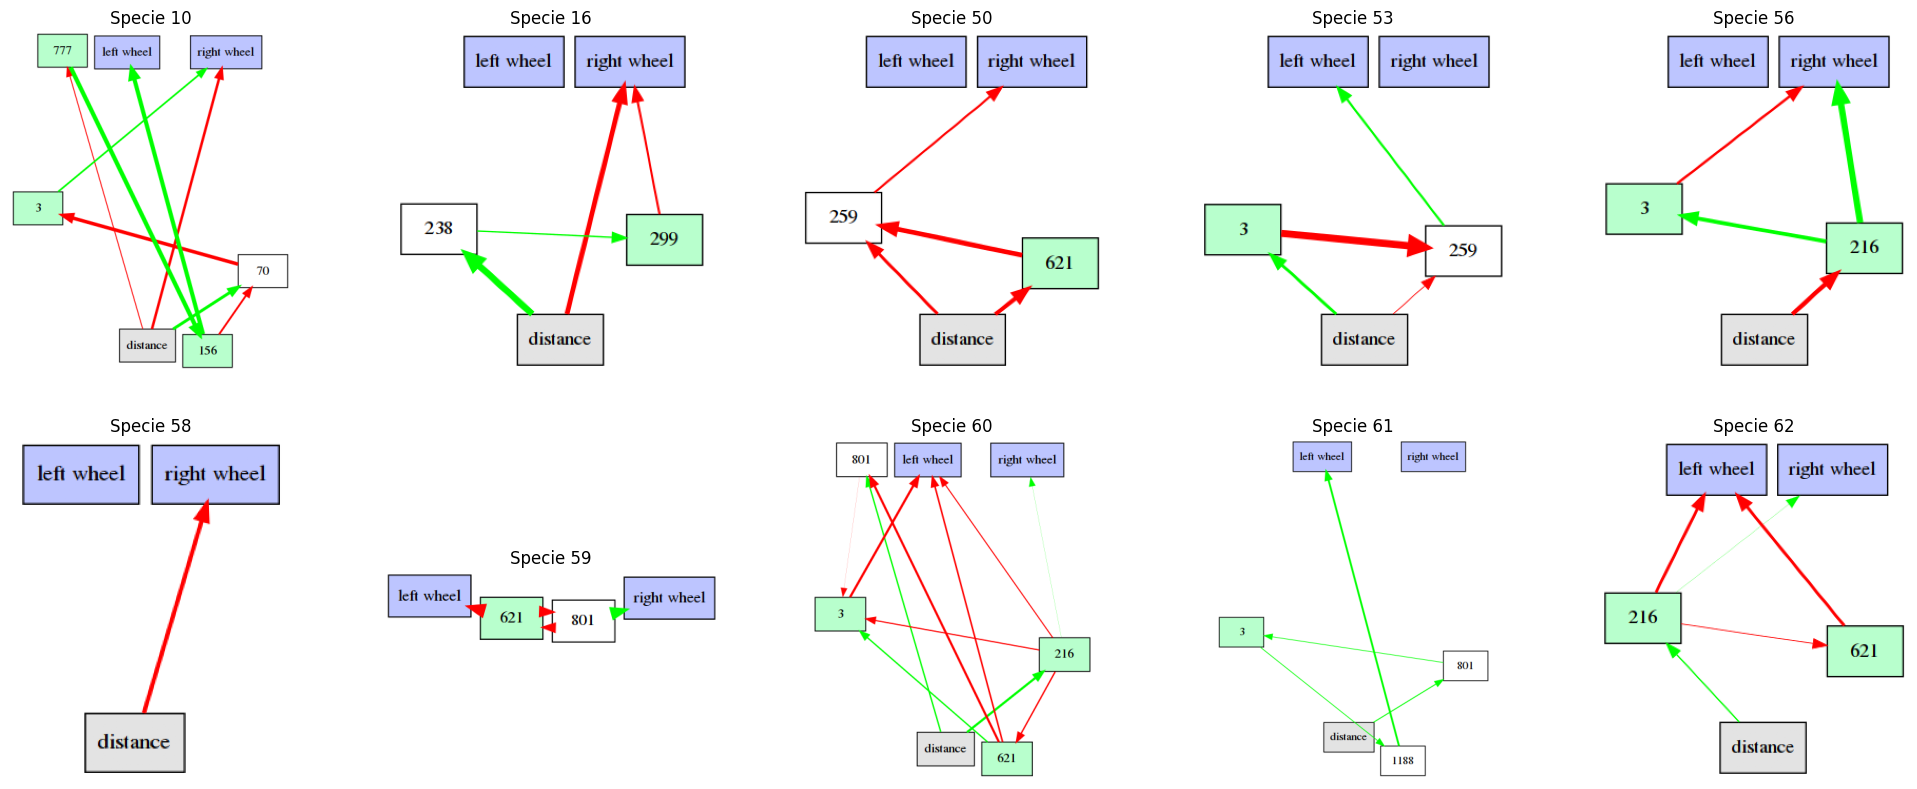 Specie 10
777
left wheel
right wheel
3
70
distance
156
Specie 16
left wheel
right wheel
238
299
distance
Specie 50
left wheel
right wheel
259
621
distance
Specie 53
left wheel
right wheel
3
259
distance
Specie 56
left wheel
right wheel
3
216
distance
Specie 58
left wheel
right wheel
distance
Specie 59
left wheel
621
801
right wheel
Specie 60
801
left wheel
right wheel
3
216
distance
621
Specie 61
left wheel
right wheel
3
801
distance
1188
Specie 62
left wheel
right wheel
216
621
distance